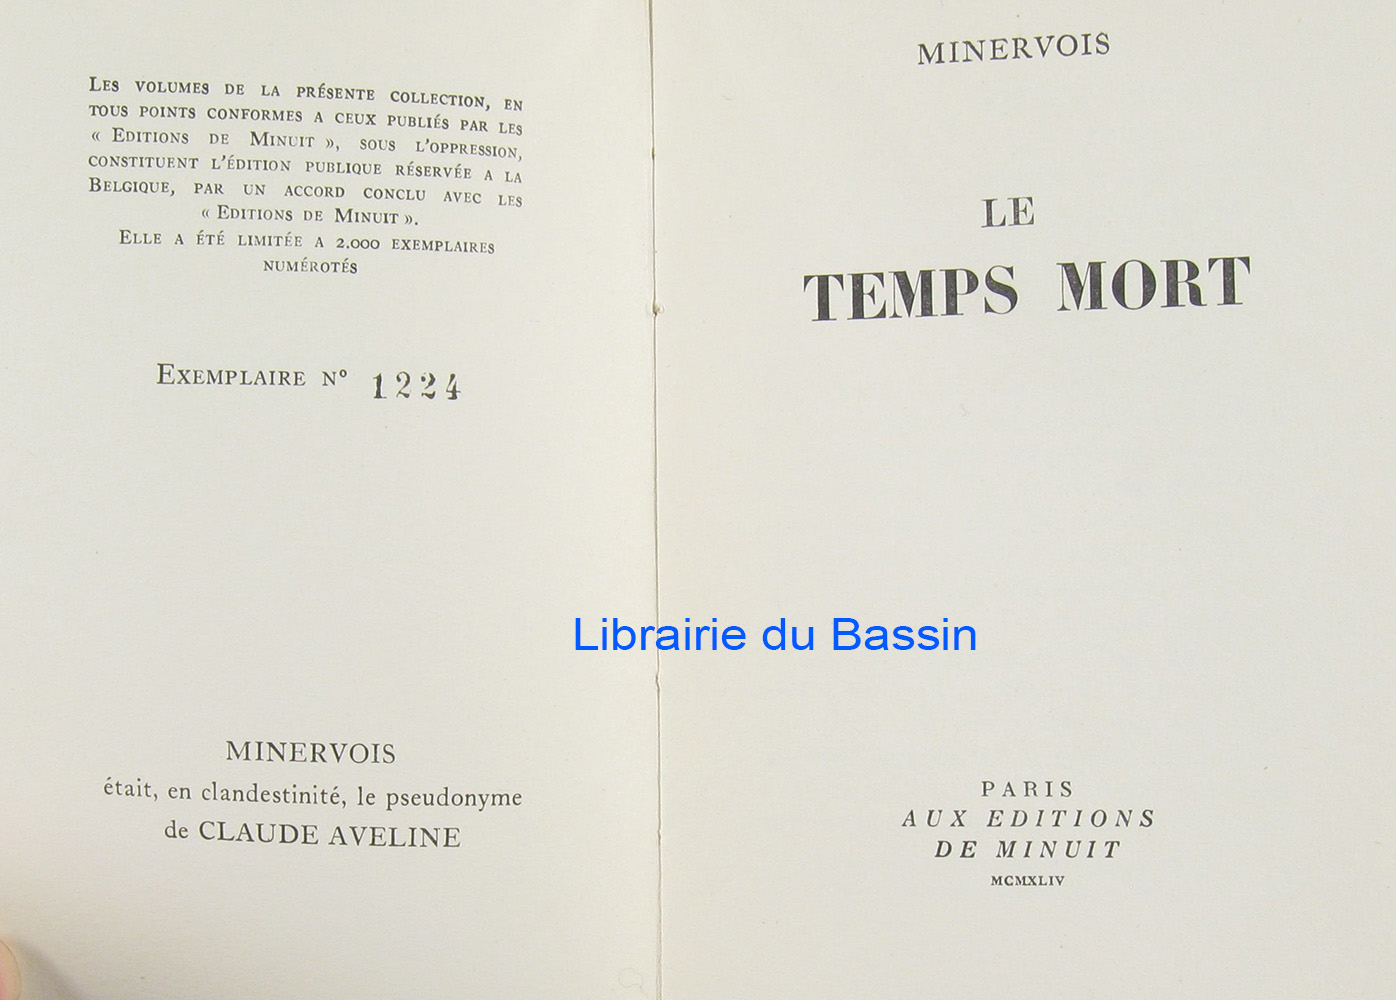 LES VOLUMES DE LA PRÉSENTE COLLECTION, EN
TOUS POINTS CONFORMES A CEUX PUBLIÉS PAR LES
« EDITIONS DE MINUIT », SOUS L'OPPRESSION,
CONSTITUENT L'ÉDITION PUBLIQUE RÉSERVÉE A LA
BELGIQUE, PAR UN ACCORD CONCLU AVEC LES
« EDITIONS DE MINUIT ».
ELLE A ÉTÉ LIMITÉE A 2.000 EXEMPLAIRES
NUMÉROTÉS
EXEMPLAIRE Nº 1224
MINERVOIS
était, en clandestinité, le pseudonyme
de CLAUDE AVELINE
MINERVOIS
LE
TEMPS MORT
Librairie du Bassin
PARIS
AUX EDITIONS
DE MINUIT
MCMXLIV